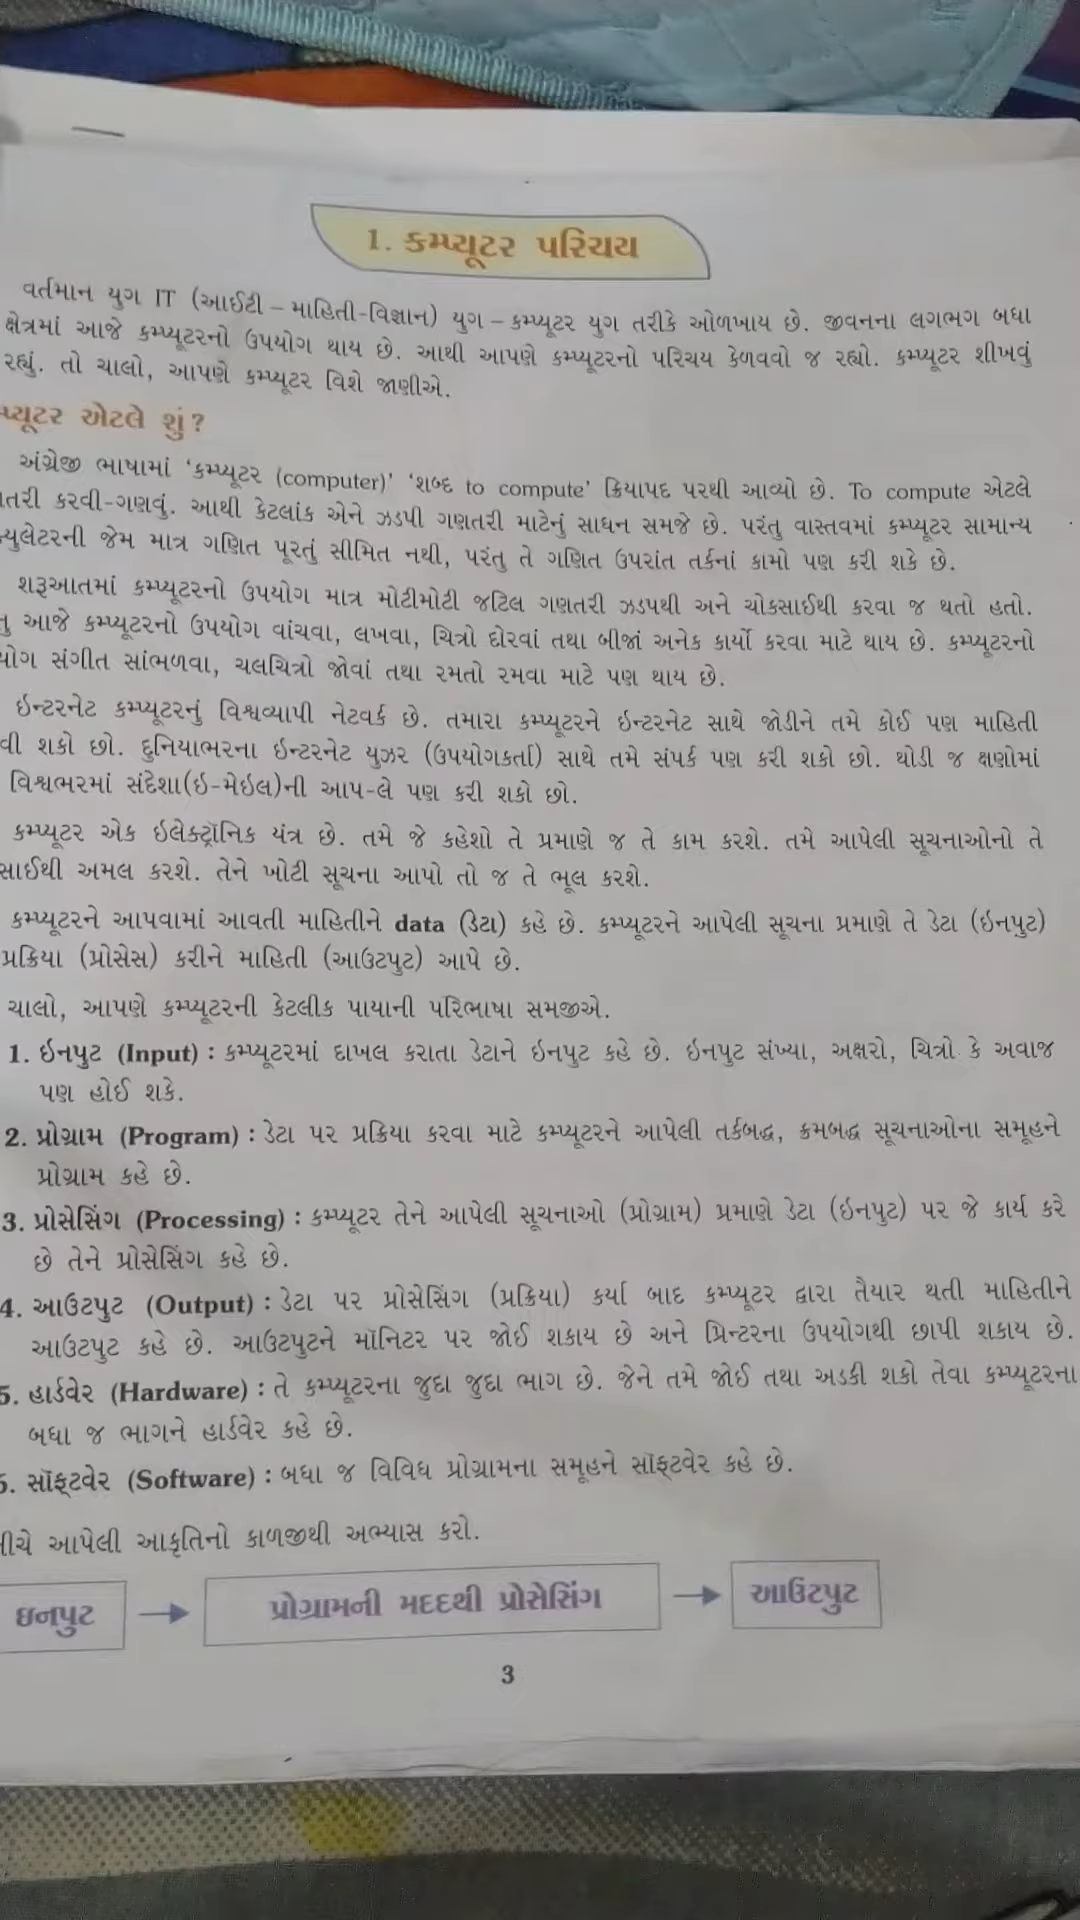 1. કમ્પ્યૂટર પરિચય
વર્તમાન યુગ IT (આઈટી – માહિતી-વિજ્ઞાન) યુગ – કમ્પ્યૂટર યુગ તરીકે ઓળખાય છે. જીવનના લગભગ બધા
ક્ષેત્રમાં આજે કમ્પ્યૂટરનો ઉપયોગ થાય છે. આથી આપણે કમ્પ્યૂટરનો પરિચય કેળવવો જ રહ્યો. કમ્પ્યૂટર શીખવું
રહ્યું. તો ચાલો, આપણે કમ્પ્યૂટર વિશે જાણીએ.
પ્યૂટર એટલે શું?
અંગ્રેજી ભાષામાં ‘કમ્પ્યૂટર (computer)’ ‘શબ્દ to compute’ ક્રિયાપદ પરથી આવ્યો છે. To compute એટલે
તરી કરવી-ગણવું. આથી કેટલાંક એને ઝડપી ગણતરી માટેનું સાધન સમજે છે. પરંતુ વાસ્તવમાં કમ્પ્યૂટર સામાન્ય
્યુલેટરની જેમ માત્ર ગણિત પૂરતું સીમિત નથી, પરંતુ તે ગણિત ઉપરાંત તર્કનાં કામો પણ કરી શકે છે.
શરૂઆતમાં કમ્પ્યૂટરનો ઉપયોગ માત્ર મોટીમોટી જટિલ ગણતરી ઝડપથી અને ચોકસાઈથી કરવા જ થતો હતો.
તુ આજે કમ્પ્યૂટરનો ઉપયોગ વાંચવા, લખવા, ચિત્રો દોરવાં તથા બીજાં અનેક કાર્યો કરવા માટે થાય છે. કમ્પ્યૂટરનો
યોગ સંગીત સાંભળવા, ચલચિત્રો જોવાં તથા રમતો રમવા માટે પણ થાય છે.
ઇન્ટરનેટ કમ્પ્યૂટરનું વિશ્વવ્યાપી નેટવર્ક છે. તમારા કમ્પ્યૂટરને ઇન્ટરનેટ સાથે જોડીને તમે કોઈ પણ માહિતી
વી શકો છો. દુનિયાભરના ઇન્ટરનેટ યુઝર (ઉપયોગકર્તા) સાથે તમે સંપર્ક પણ કરી શકો છો. થોડી જ ક્ષણોમાં
વિશ્વભરમાં સંદેશા(ઇ-મેઇલ)ની આપ-લે પણ કરી શકો છો.
કમ્પ્યૂટર એક ઇલેક્ટ્રૉનિક યંત્ર છે. તમે જે કહેશો તે પ્રમાણે જ તે કામ કરશે. તમે આપેલી સૂચનાઓનો તે
સાઈથી અમલ કરશે. તેને ખોટી સૂચના આપો તો જ તે ભૂલ કરશે.
કમ્પ્યૂટરને આપવામાં આવતી માહિતીને data (ડેટા) કહે છે. કમ્પ્યૂટરને આપેલી સૂચના પ્રમાણે તે ડેટા (ઇનપુટ)
પ્રક્રિયા (પ્રોસેસ) કરીને માહિતી (આઉટપુટ) આપે છે.
ચાલો, આપણે કમ્પ્યૂટરની કેટલીક પાયાની પરિભાષા સમજીએ.
1. ઇનપુટ (Input) : કમ્પ્યૂટરમાં દાખલ કરાતા ડેટાને ઇનપુટ કહે છે. ઇનપુટ સંખ્યા, અક્ષરો, ચિત્રો કે અવાજ
પણ હોઈ શકે.
2. પ્રોગ્રામ (Program) : ડેટા પર પ્રક્રિયા કરવા માટે કમ્પ્યૂટરને આપેલી તર્કબદ્ધ, ક્રમબદ્ધ સૂચનાઓના સમૂહને
પ્રોગ્રામ કહે છે.
3. પ્રોસેસિંગ (Processing) : કમ્પ્યૂટર તેને આપેલી સૂચનાઓ (પ્રોગ્રામ) પ્રમાણે ડેટા (ઇનપુટ) પર જે કાર્ય કરે
છે તેને પ્રોસેસિંગ કહે છે.
4. આઉટપુટ (Output) : ડેટા પર પ્રોસેસિંગ (પ્રક્રિયા) કર્યા બાદ કમ્પ્યૂટર દ્વારા તૈયાર થતી માહિતીને
આઉટપુટ કહે છે. આઉટપુટને મૉનિટર પર જોઈ શકાય છે અને પ્રિન્ટરના ઉપયોગથી છાપી શકાય છે.
5. હાર્ડવેર (Hardware) : તે કમ્પ્યૂટરના જુદા જુદા ભાગ છે. જેને તમે જોઈ તથા અડકી શકો તેવા કમ્પ્યૂટરના
બધા જ ભાગને હાર્ડવેર કહે છે.
6. સૉફ્ટવેર (Software) : બધા જ વિવિધ પ્રોગ્રામના સમૂહને સૉફ્ટવેર કહે છે.
ીચે આપેલી આકૃતિનો કાળજીથી અભ્યાસ કરો.
ઇનપુટ → પ્રોગ્રામની મદદથી પ્રોસેસિંગ → આઉટપુટ
3